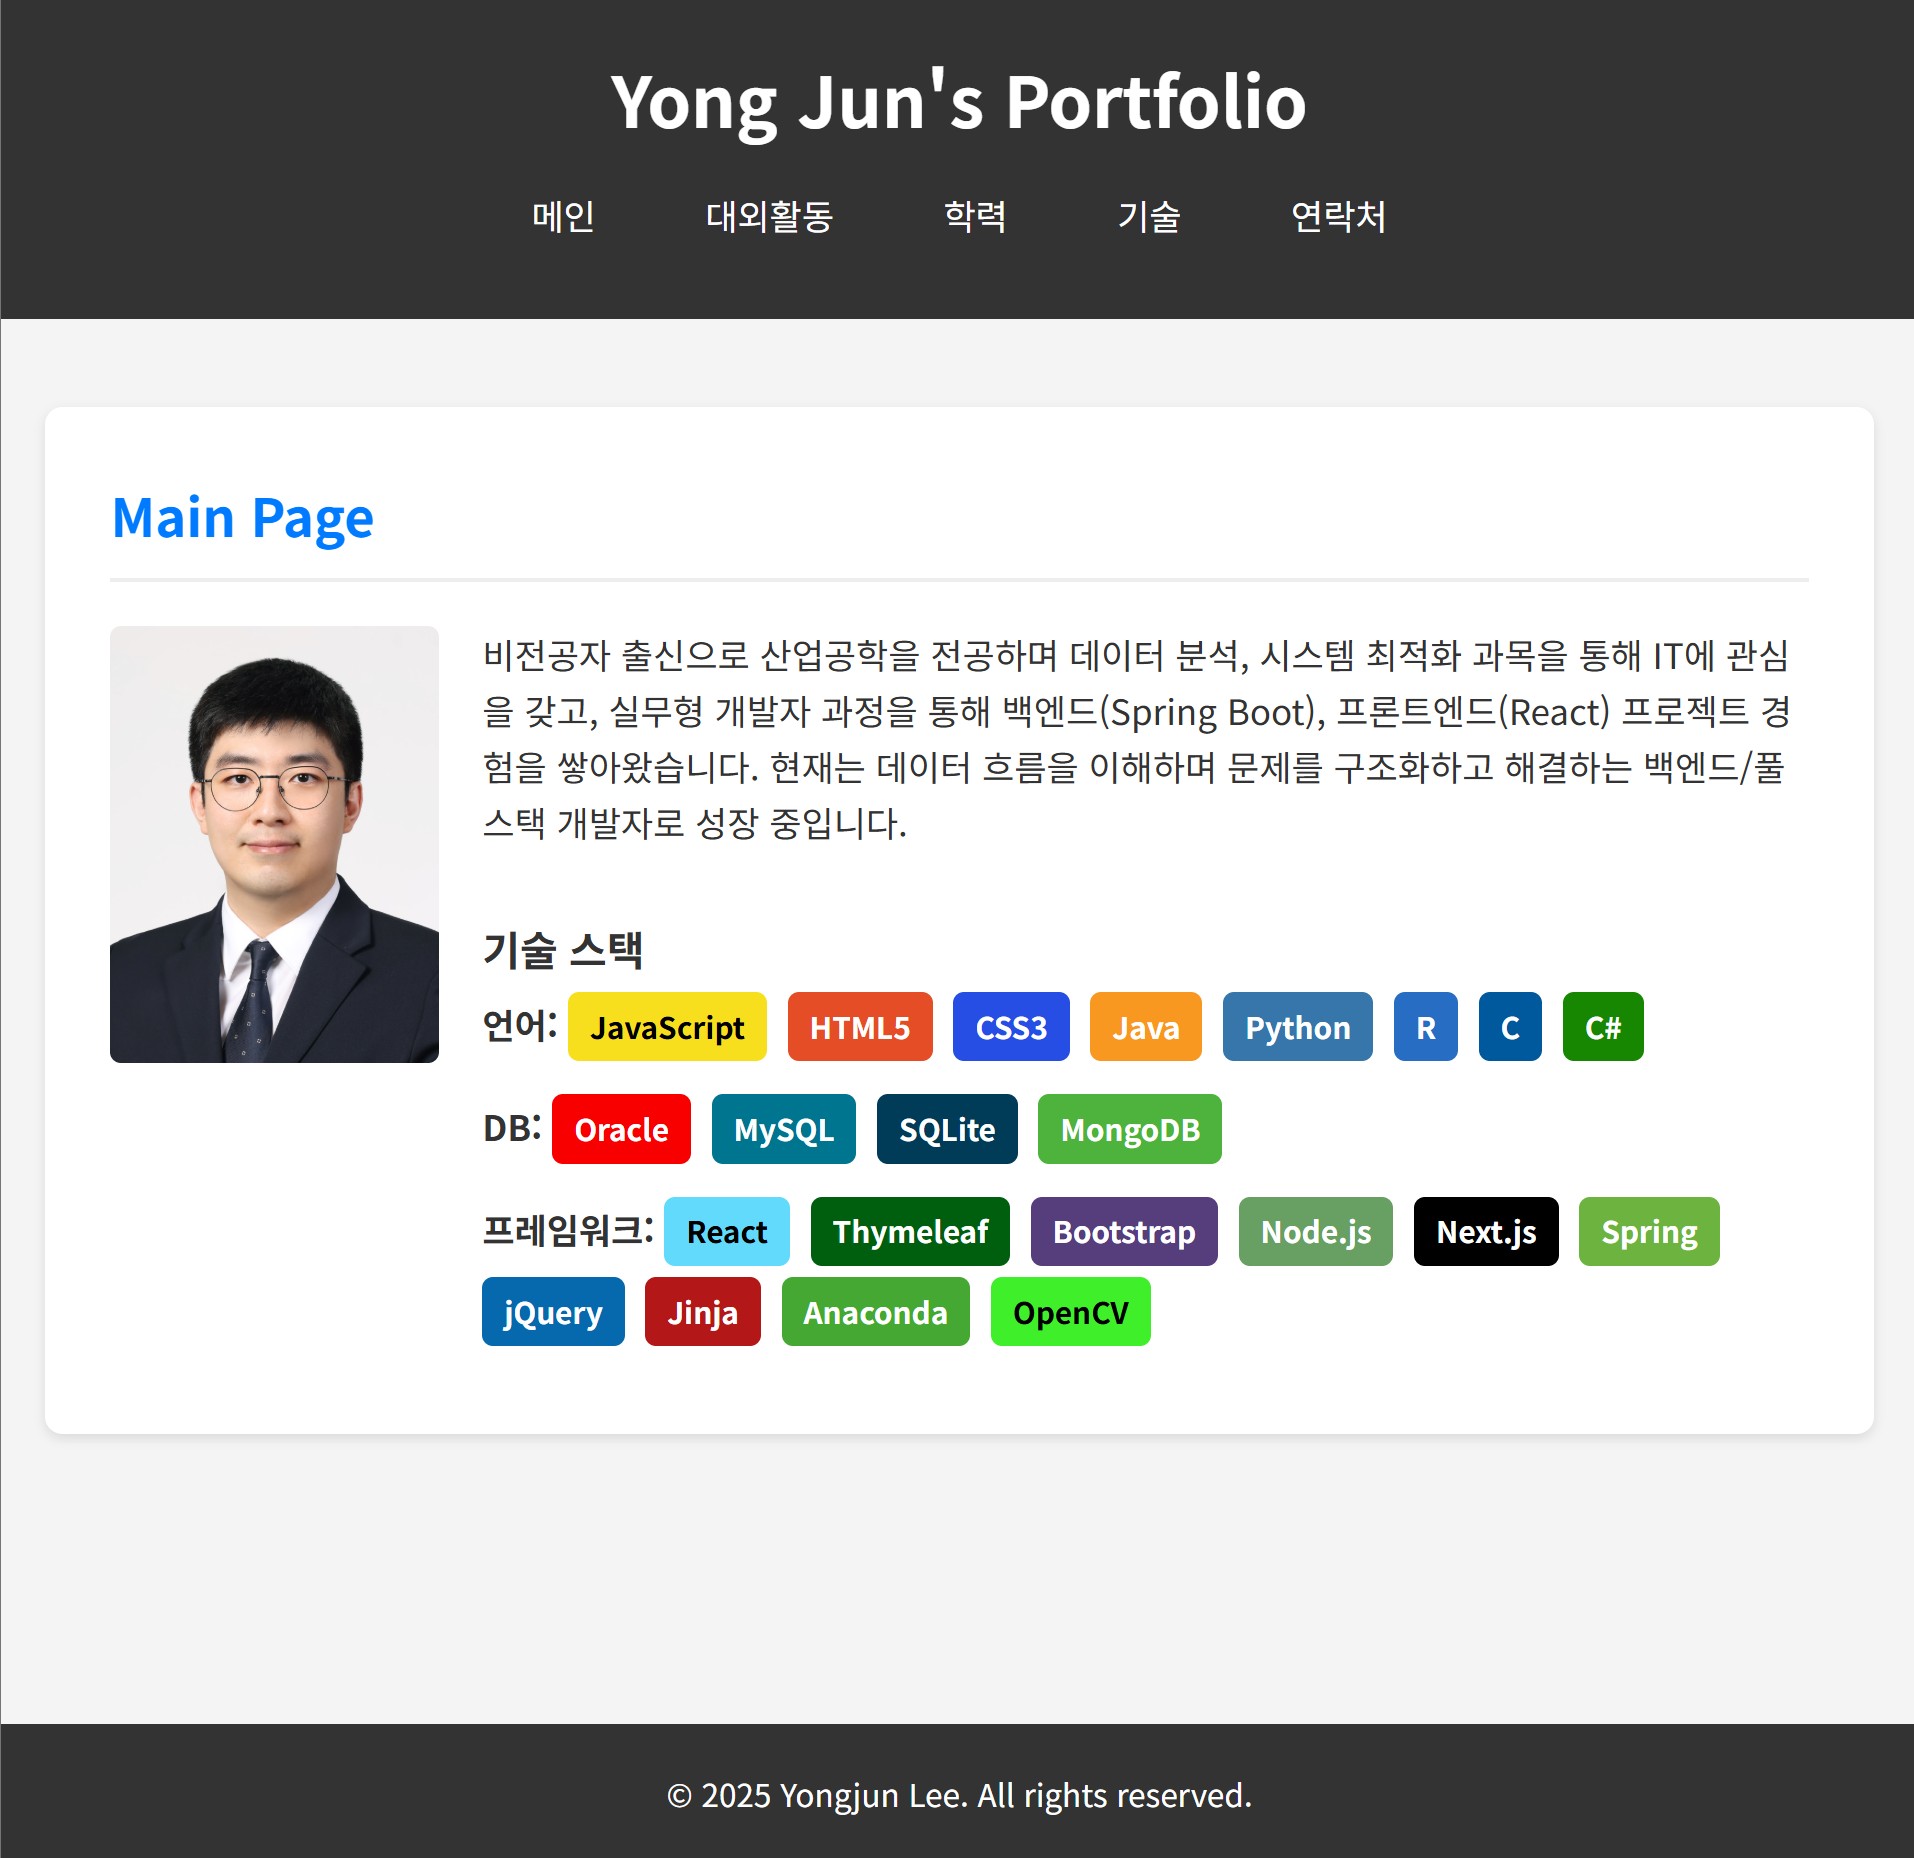 Yong Jun's Portfolio
메인 대외활동 학력 기술 연락처
Main Page
비전공자 출신으로 산업공학을 전공하며 데이터 분석, 시스템 최적화 과목을 통해 IT에 관심
을 갖고, 실무형 개발자 과정을 통해 백엔드(Spring Boot), 프론트엔드(React) 프로젝트 경
험을 쌓아왔습니다. 현재는 데이터 흐름을 이해하며 문제를 구조화하고 해결하는 백엔드/풀
스택 개발자로 성장 중입니다.
기술 스택
언어: JavaScript HTML5 CSS3 Java Python R C C#
DB: Oracle MySQL SQLite MongoDB
프레임워크: React Thymeleaf Bootstrap Node.js Next.js Spring
jQuery Jinja Anaconda OpenCV
© 2025 Yongjun Lee. All rights reserved.